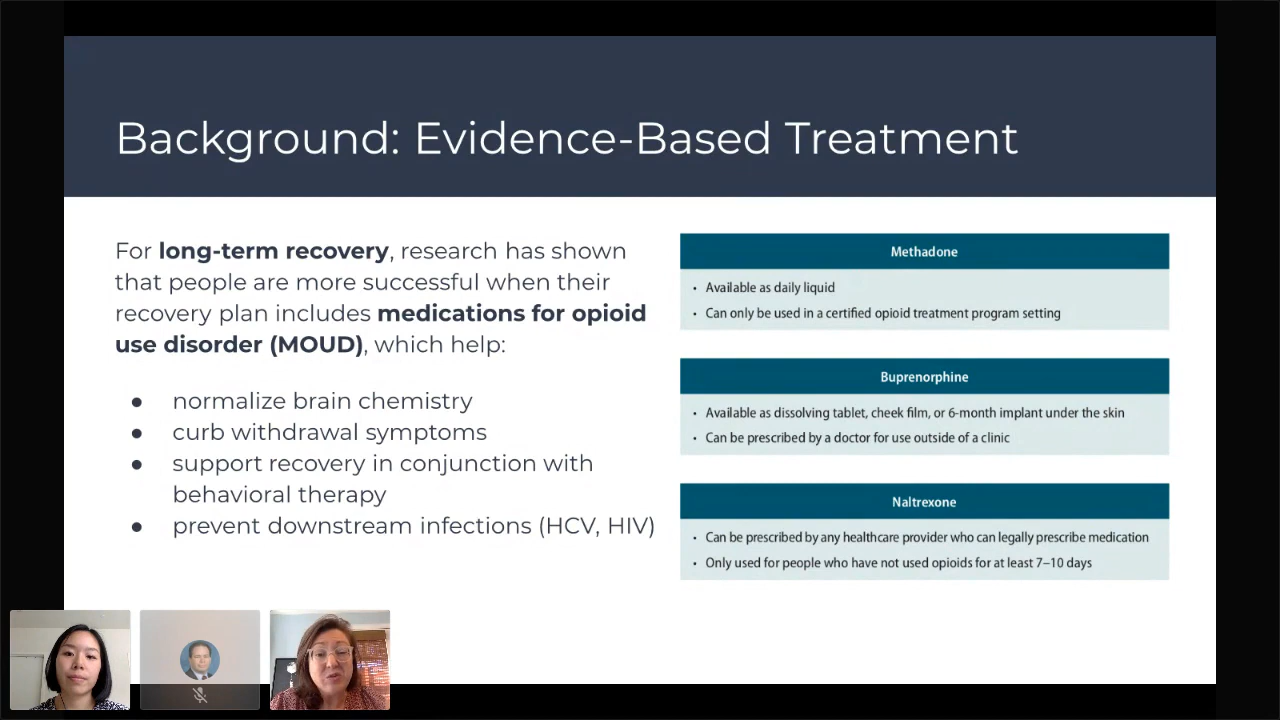 Background: Evidence-Based Treatment
For long-term recovery, research has shown
that people are more successful when their
recovery plan includes medications for opioid
use disorder (MOUD), which help:
● normalize brain chemistry
● curb withdrawal symptoms
● support recovery in conjunction with
behavioral therapy
● prevent downstream infections (HCV, HIV)
Methadone
• Available as daily liquid
• Can only be used in a certified opioid treatment program setting
Buprenorphine
• Available as dissolving tablet, cheek film, or 6-month implant under the skin
• Can be prescribed by a doctor for use outside of a clinic
Naltrexone
• Can be prescribed by any healthcare provider who can legally prescribe medication
• Only used for people who have not used opioids for at least 7–10 days